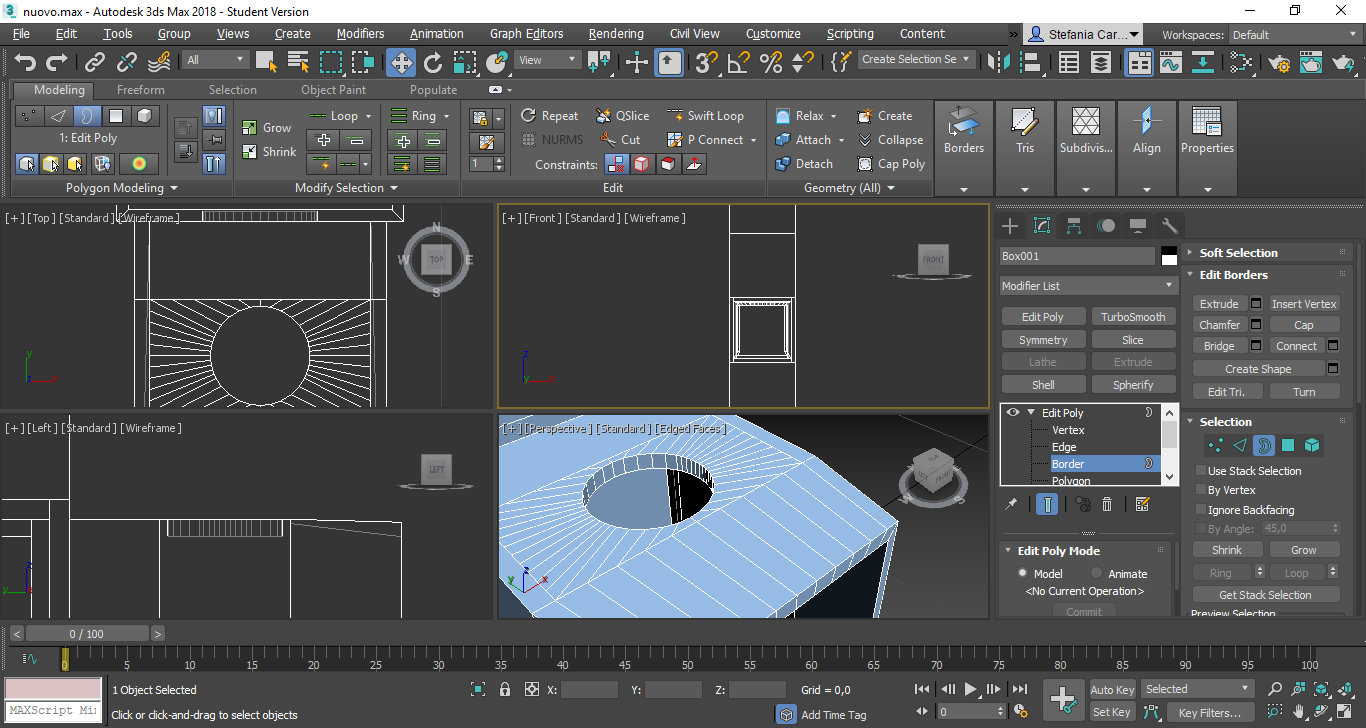 3 MAX nuovo.max - Autodesk 3ds Max 2018 - Student Version
File Edit Tools Group Views Create Modifiers Animation Graph Editors Rendering Civil View Customize Scripting Content » Stefania Car... Workspaces: Default
All View 3 Create Selection Se
Modeling Freeform Selection Object Paint Populate
1: Edit Poly
Grow
Shrink
Loop
Ring
1
Repeat QSlice Swift Loop
NURMS Cut P Connect
Constraints:
Relax Create
Attach Collapse
Detach Cap Poly
Borders Tris Subdivis... Align Properties
Polygon Modeling Modify Selection Edit Geometry (All)
[+] [Top] [Standard] [Wireframe]
N
W TOP E
S
[+] [Front] [Standard] [Wireframe]
FRONT
y
z x
z
y x
[+] [Left] [Standard] [Wireframe]
LEFT
z
y
[+] [Perspective] [Standard] [Edged Faces]
FRONT
W S
z
y x
Box001
Modifier List
Edit Poly TurboSmooth
Symmetry Slice
Lathe Extrude
Shell Spherify
Edit Poly
Vertex
Edge
Border
Polygon
Edit Poly Mode
Model Animate
<No Current Operation>
Commit
Soft Selection
Edit Borders
Extrude Insert Vertex
Chamfer Cap
Bridge Connect
Create Shape
Edit Tri. Turn
Selection
Use Stack Selection
By Vertex
Ignore Backfacing
By Angle: 45,0
Shrink Grow
Ring Loop
Get Stack Selection
Preview Selection
< 0 / 100 >
0 5 10 15 20 25 30 35 40 45 50 55 60 65 70 75 80 85 90 95 100
1 Object Selected X: Y: Z: Grid = 0,0 Auto Key Selected
MAXScript Mi
Click or click-and-drag to select objects Add Time Tag 0 Set Key Key Filters...